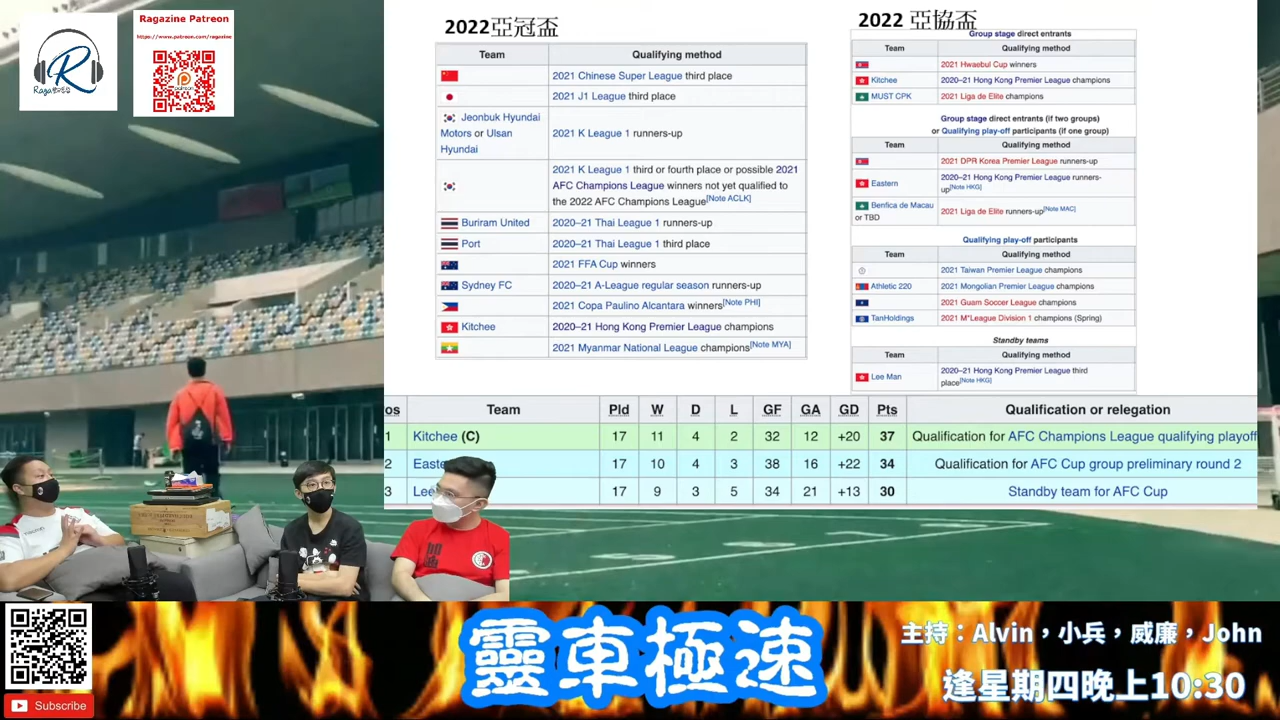 Ragazine Patreon
https://www.patreon.com/ragazine
R
2022亞冠盃
Team Qualifying method
2021 Chinese Super League third place
2021 J1 League third place
Jeonbuk Hyundai Motors or Ulsan Hyundai 2021 K League 1 runners-up
2021 K League 1 third or fourth place or possible 2021
AFC Champions League winners not yet qualified to
the 2022 AFC Champions League[Note ACLK]
Buriram United 2020–21 Thai League 1 runners-up
Port 2020–21 Thai League 1 third place
2021 FFA Cup winners
Sydney FC 2020–21 A-League regular season runners-up
2021 Copa Paulino Alcantara winners[Note PHI]
Kitchee 2020–21 Hong Kong Premier League champions
2021 Myanmar National League champions[Note MYA]
2022 亞協盃
Group stage direct entrants
Team Qualifying method
2021 Hwaebul Cup winners
Kitchee 2020–21 Hong Kong Premier League champions
MUST CPK 2021 Liga de Elite champions
Group stage direct entrants (if two groups)
or Qualifying play-off participants (if one group)
Team Qualifying method
2021 DPR Korea Premier League runners-up
Eastern 2020–21 Hong Kong Premier League runners-up[Note HKG]
Benfica de Macau or TBD 2021 Liga de Elite runners-up[Note MAC]
Qualifying play-off participants
Team Qualifying method
2021 Taiwan Premier League champions
Athletic 220 2021 Mongolian Premier League champions
2021 Guam Soccer League champions
TanHoldings 2021 M*League Division 1 champions (Spring)
Standby teams
Team Qualifying method
Lee Man 2020–21 Hong Kong Premier League third place[Note HKG]
os Team Pld W D L GF GA GD Pts Qualification or relegation
1 Kitchee (C) 17 11 4 2 32 12 +20 37 Qualification for AFC Champions League qualifying playoff
2 Easte 17 10 4 3 38 16 +22 34 Qualification for AFC Cup group preliminary round 2
3 Lee 17 9 3 5 34 21 +13 30 Standby team for AFC Cup
靈車極速
主持：Alvin，小兵，威廉，John
逢星期四晚上10:30
Subscribe